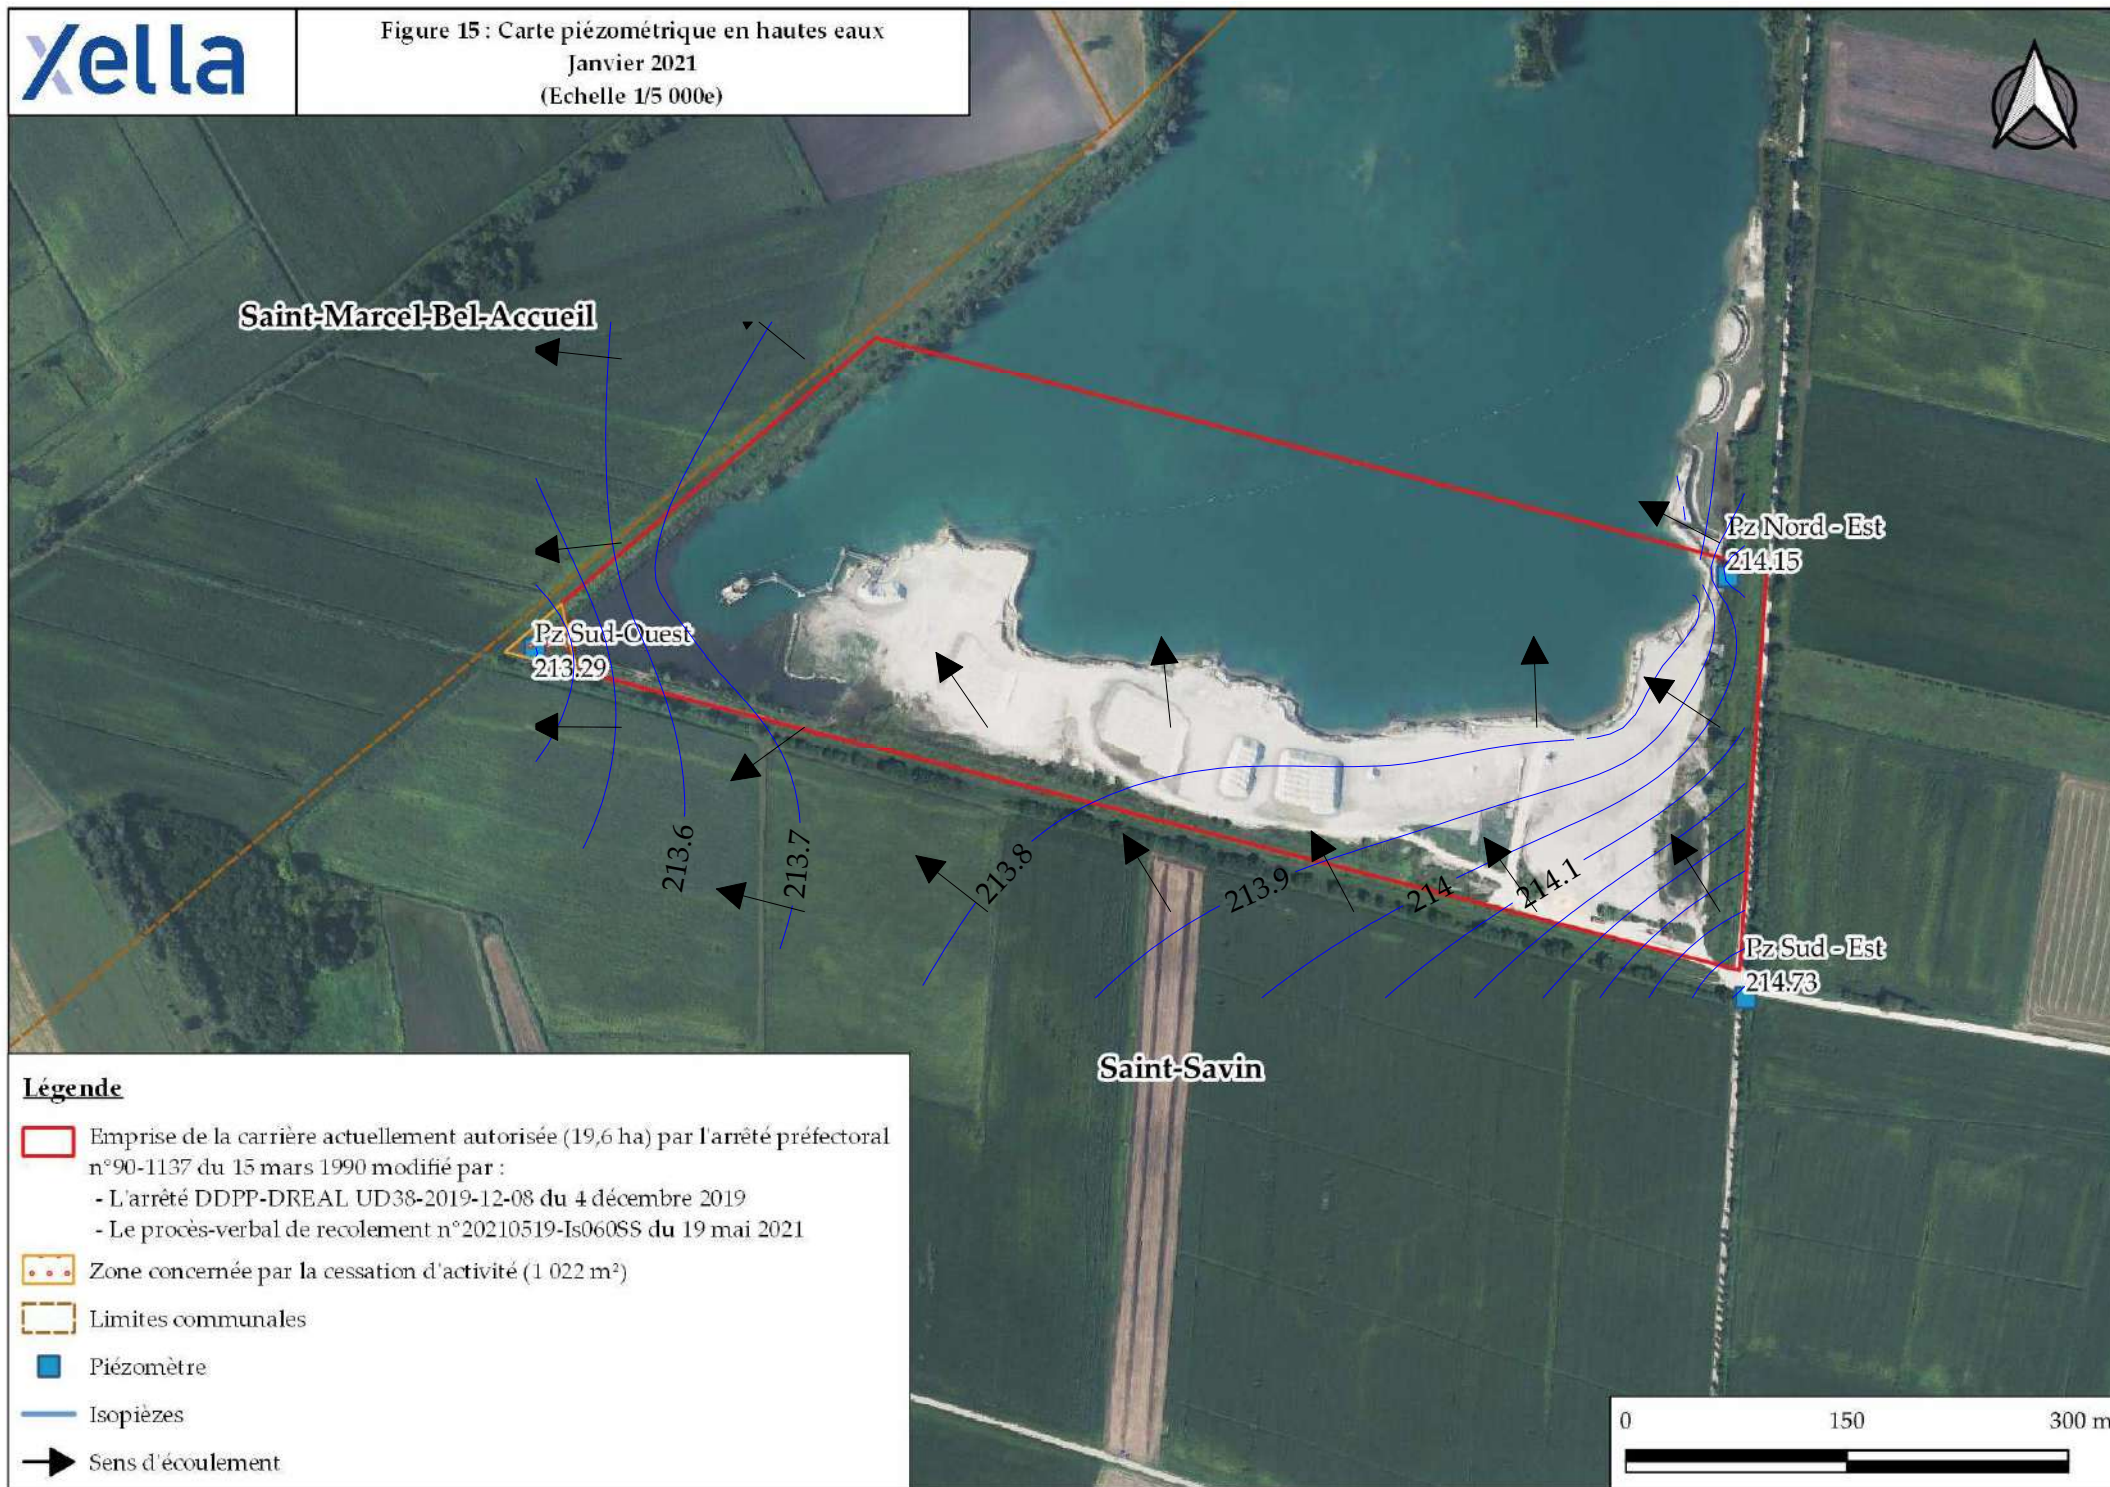 Xella
Figure 15 : Carte piézométrique en hautes eaux
Janvier 2021
(Echelle 1/5 000e)
Saint-Marcel-Bel-Accueil
Pz Nord - Est
214.15
Pz Sud-Ouest
213.29
213.6
213.7
213.8
213.9
214
214.1
Pz Sud - Est
214.73
Saint-Savin
Légende
Emprise de la carrière actuellement autorisée (19,6 ha) par l'arrêté préfectoral
n°90-1137 du 15 mars 1990 modifié par :
- L'arrêté DDPP-DREAL UD38-2019-12-08 du 4 décembre 2019
- Le procès-verbal de recolement n°20210519-Is060SS du 19 mai 2021
Zone concernée par la cessation d'activité (1 022 m²)
Limites communales
Piézomètre
Isopièzes
Sens d'écoulement
0 150 300 m